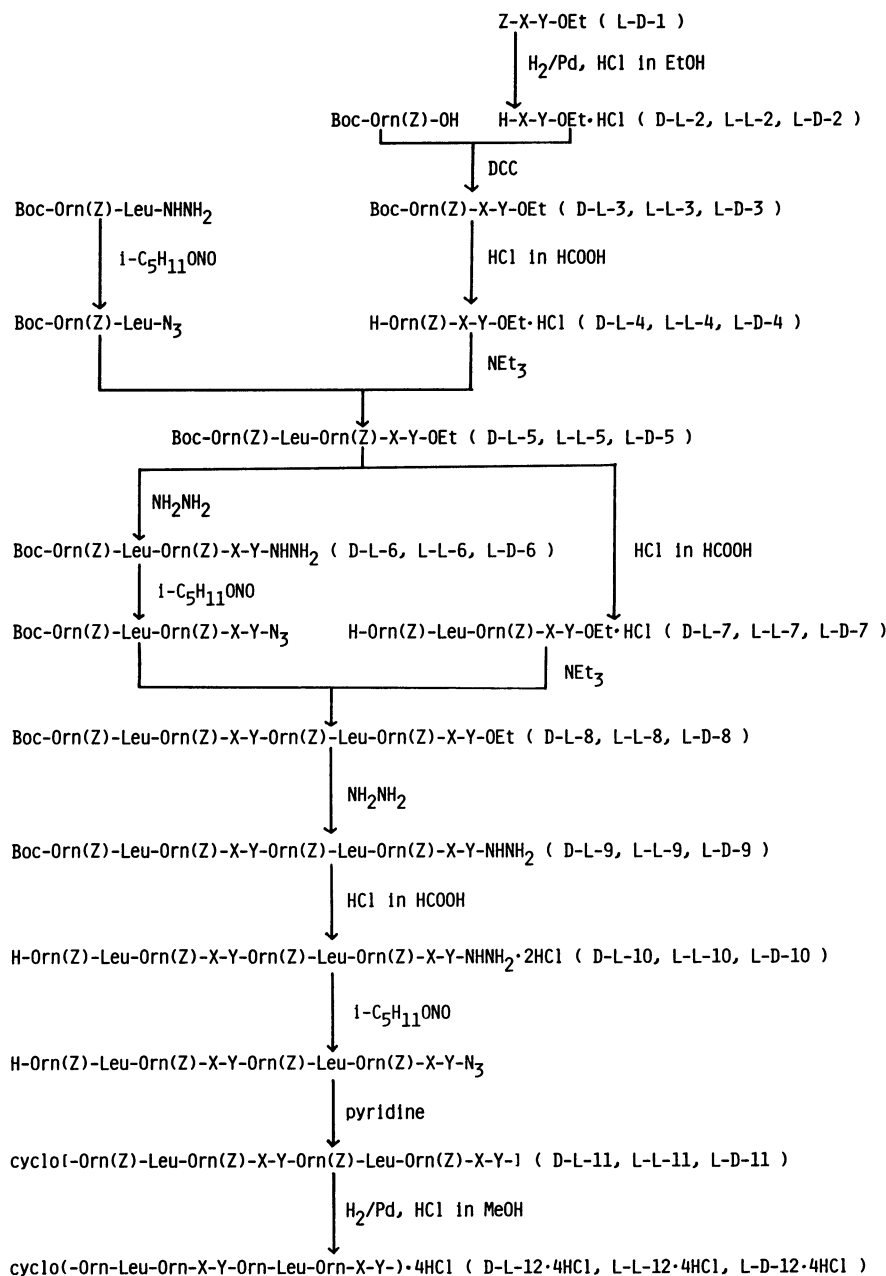 Z-X-Y-OEt ( L-D-1 )
H2/Pd, HCl in EtOH
Boc-Orn(Z)-OH H-X-Y-OEt·HCl ( D-L-2, L-L-2, L-D-2 )
DCC
Boc-Orn(Z)-Leu-NHNH2 Boc-Orn(Z)-X-Y-OEt ( D-L-3, L-L-3, L-D-3 )
i-C5H11ONO HCl in HCOOH
Boc-Orn(Z)-Leu-N3 H-Orn(Z)-X-Y-OEt·HCl ( D-L-4, L-L-4, L-D-4 )
NEt3
Boc-Orn(Z)-Leu-Orn(Z)-X-Y-OEt ( D-L-5, L-L-5, L-D-5 )
NH2NH2
Boc-Orn(Z)-Leu-Orn(Z)-X-Y-NHNH2 ( D-L-6, L-L-6, L-D-6 ) HCl in HCOOH
i-C5H11ONO
Boc-Orn(Z)-Leu-Orn(Z)-X-Y-N3 H-Orn(Z)-Leu-Orn(Z)-X-Y-OEt·HCl ( D-L-7, L-L-7, L-D-7 )
NEt3
Boc-Orn(Z)-Leu-Orn(Z)-X-Y-Orn(Z)-Leu-Orn(Z)-X-Y-OEt ( D-L-8, L-L-8, L-D-8 )
NH2NH2
Boc-Orn(Z)-Leu-Orn(Z)-X-Y-Orn(Z)-Leu-Orn(Z)-X-Y-NHNH2 ( D-L-9, L-L-9, L-D-9 )
HCl in HCOOH
H-Orn(Z)-Leu-Orn(Z)-X-Y-Orn(Z)-Leu-Orn(Z)-X-Y-NHNH2·2HCl ( D-L-10, L-L-10, L-D-10 )
i-C5H11ONO
H-Orn(Z)-Leu-Orn(Z)-X-Y-Orn(Z)-Leu-Orn(Z)-X-Y-N3
pyridine
cyclo[-Orn(Z)-Leu-Orn(Z)-X-Y-Orn(Z)-Leu-Orn(Z)-X-Y-] ( D-L-11, L-L-11, L-D-11 )
H2/Pd, HCl in MeOH
cyclo(-Orn-Leu-Orn-X-Y-Orn-Leu-Orn-X-Y-)·4HCl ( D-L-12·4HCl, L-L-12·4HCl, L-D-12·4HCl )